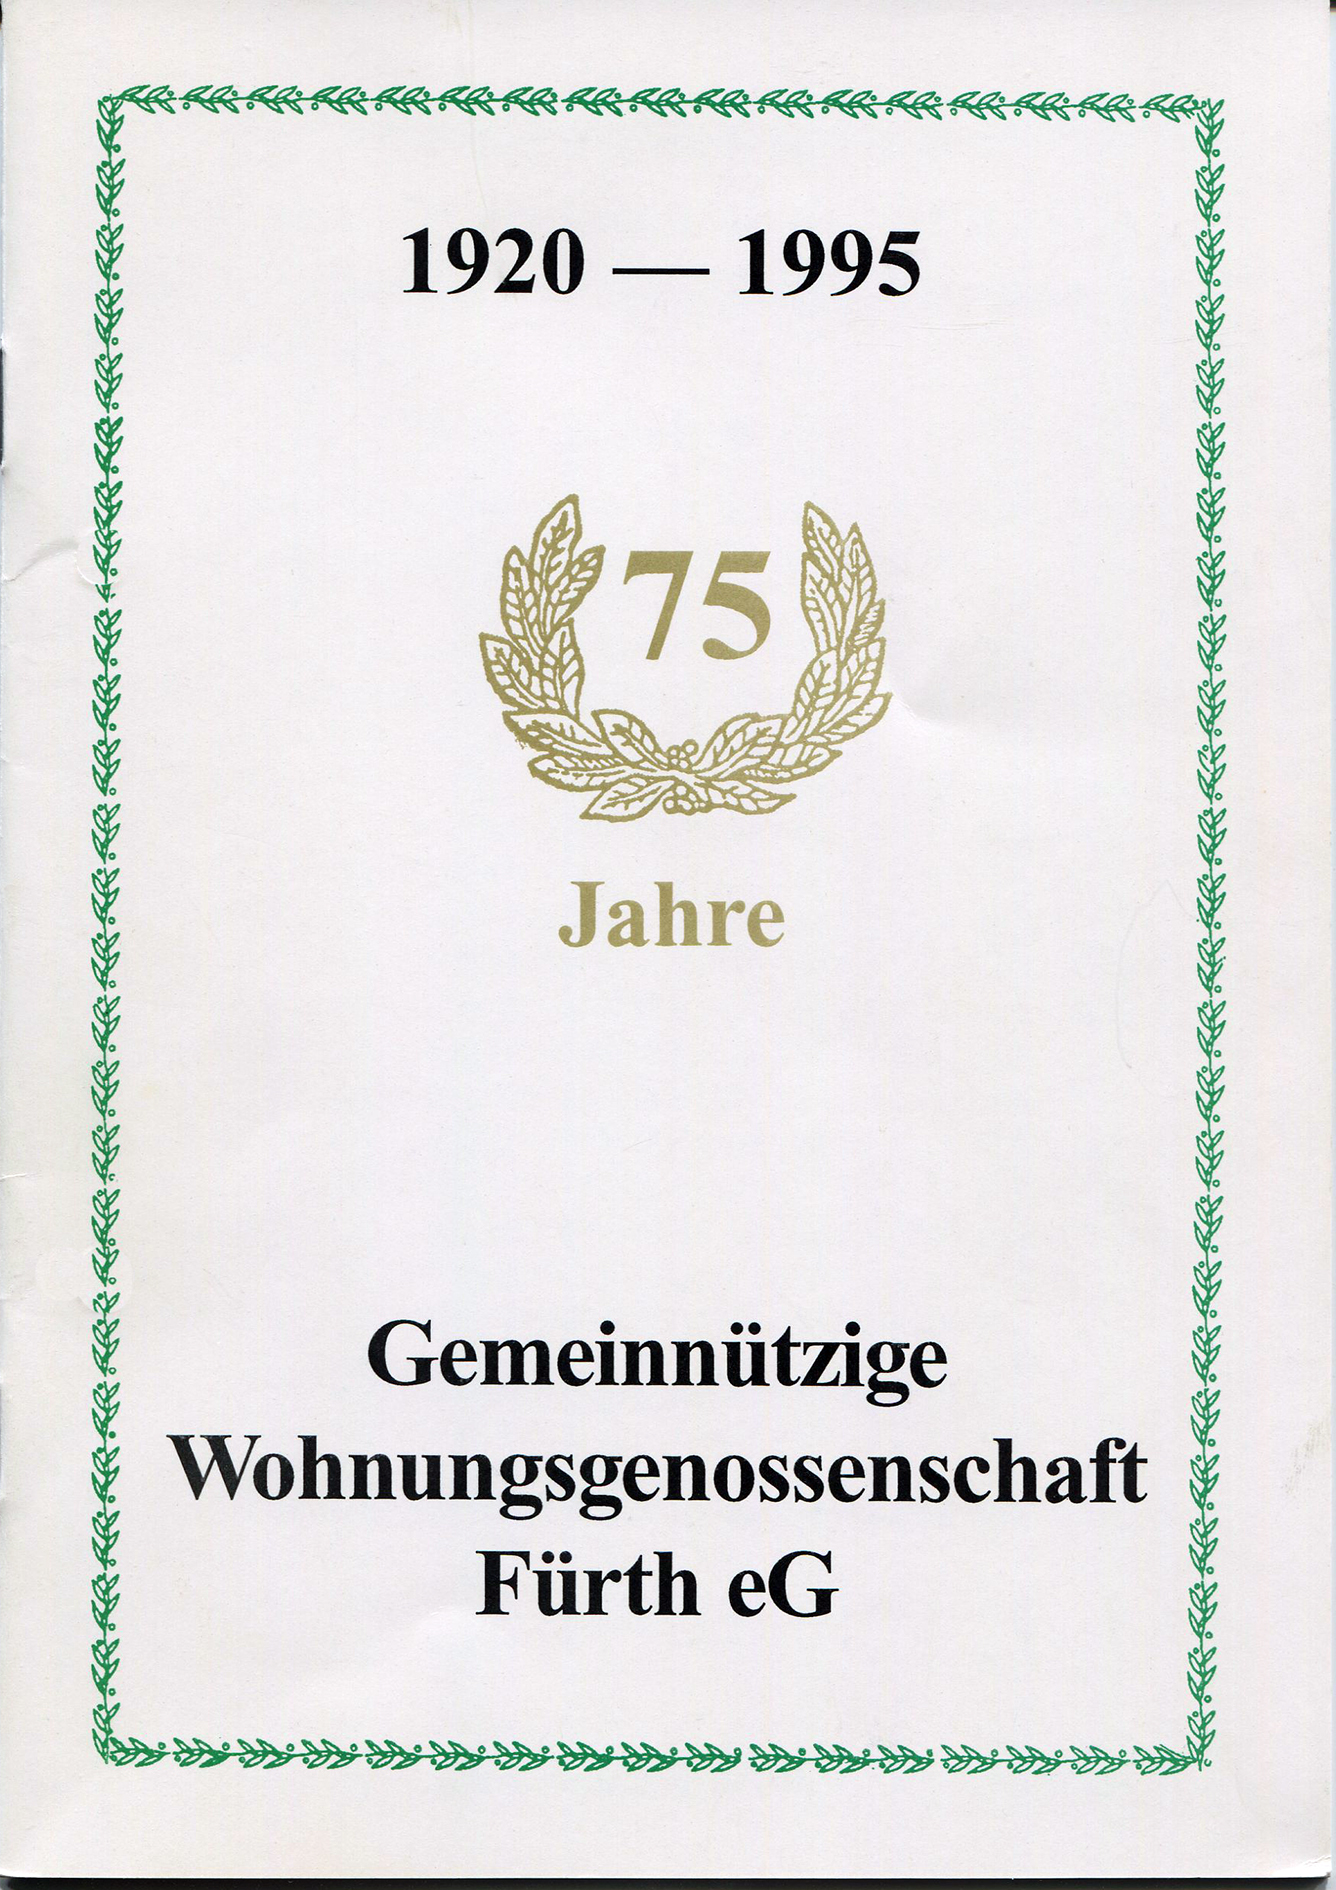 1920 — 1995
75
Jahre
Gemeinnützige
Wohnungsgenossenschaft
Fürth eG